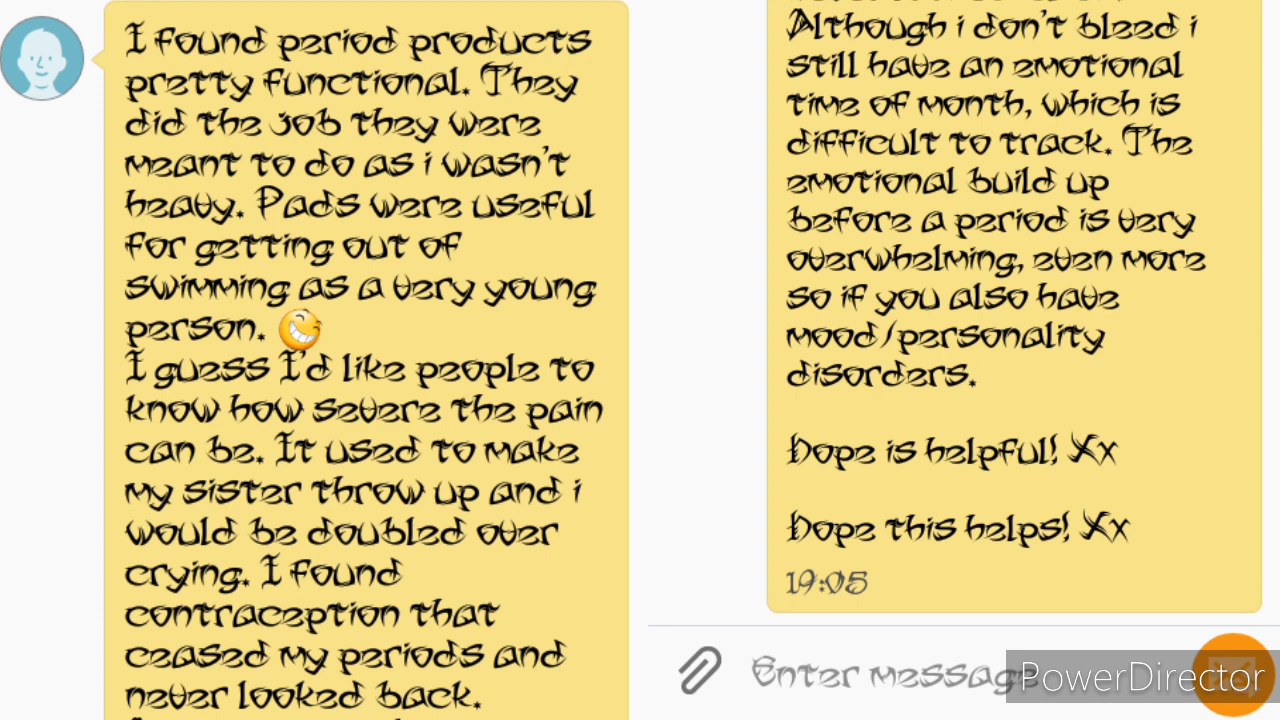 I found period products
pretty functional. They
did the job they were
meant to do as i wasn't
heavy. Pads were useful
for getting out of
swimming as a very young
person.
I guess I'd like people to
know how severe the pain
can be. It used to make
my sister throw up and i
would be doubled over
crying. I found
contraception that
ceased my periods and
never looked back.
Although i don't bleed i
still have an emotional
time of month, which is
difficult to track. The
emotional build up
before a period is very
overwhelming, even more
so if you also have
mood/personality
disorders.
Hope is helpful! Xx
Hope this helps! Xx
19:05
Enter message
PowerDirector